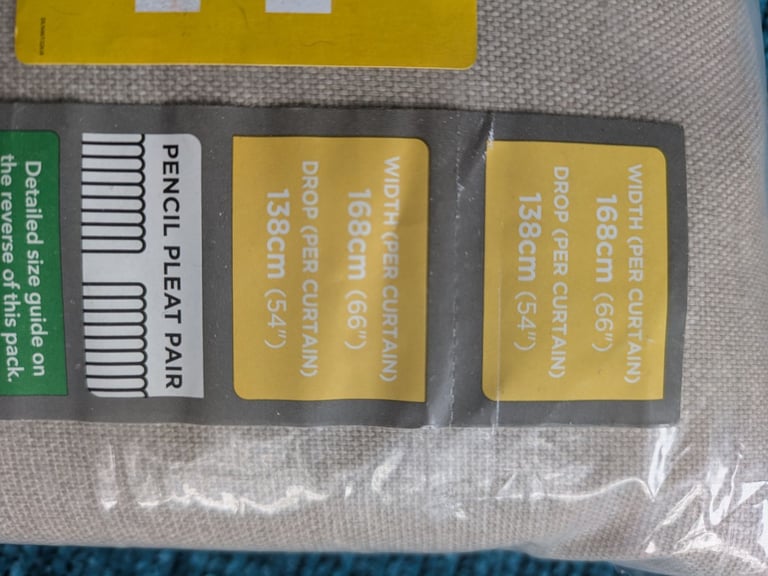 WIDTH (PER CURTAIN)
168cm (66")
DROP (PER CURTAIN)
138cm (54")
WIDTH (PER CURTAIN)
168cm (66")
DROP (PER CURTAIN)
138cm (54")
PENCIL PLEAT PAIR
Detailed size guide on
the reverse of this pack.